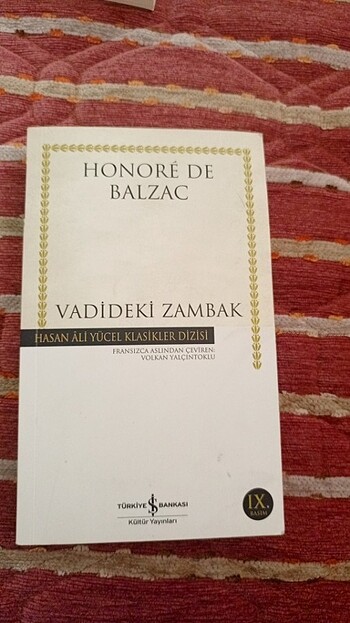 HONORÉ DE
BALZAC
VADİDEKİ ZAMBAK
HASAN ÂLİ YÜCEL KLASİKLER DİZİSİ
FRANSIZCA ASLINDAN ÇEVİREN:
VOLKAN YALÇINTOKLU
TÜRKİYE İŞ BANKASI
Kültür Yayınları
IX.
BASIM